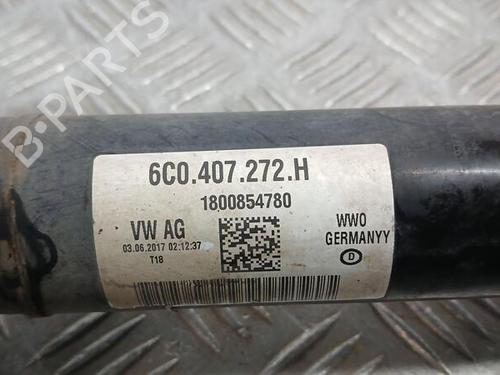 6C0.407.272.H
1800854780
VW AG
03.06.2017 02:12:37
T18
WWO
GERMANYY
D
B-PARTS